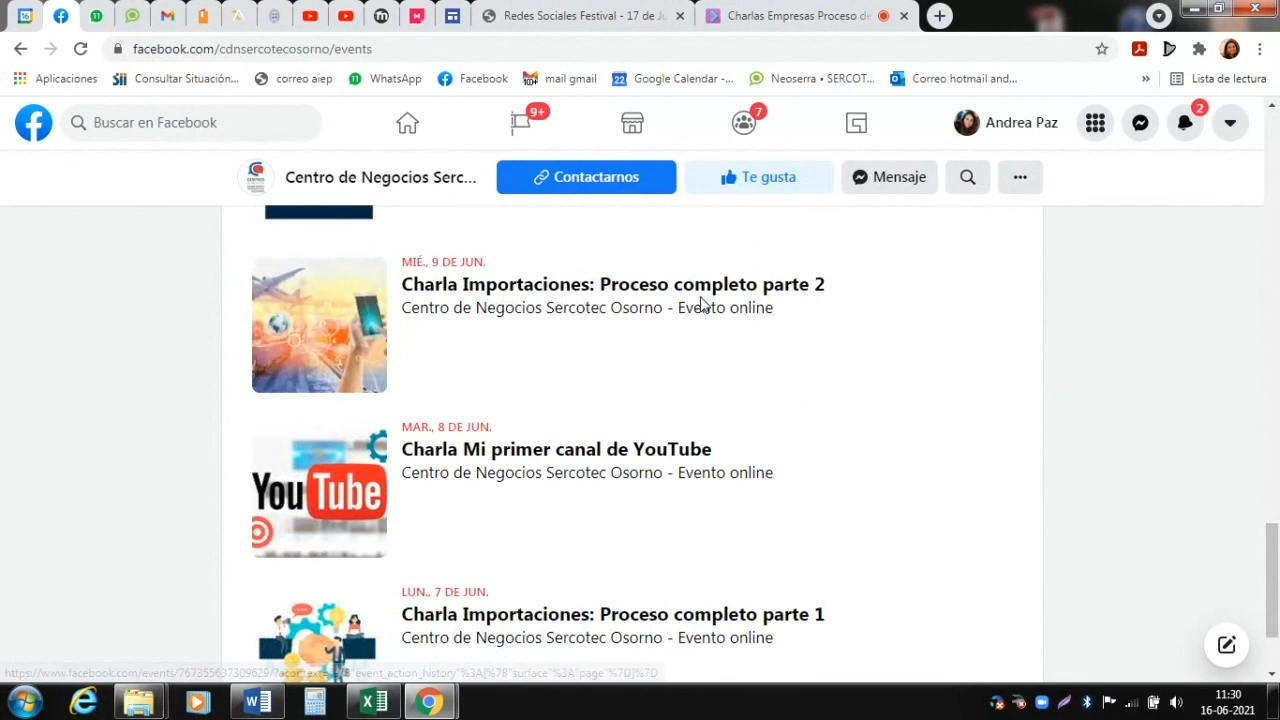 16
Redes Sociales Festival - 17 de Ju
Charlas Empresas Proceso de
facebook.com/cdnsercotecosorno/events
Aplicaciones
Consultar Situación...
correo aiep
WhatsApp
Facebook
mail gmail
Google Calendar -...
Neoserra • SERCOT...
Correo hotmail and...
»
Lista de lectura
Buscar en Facebook
9+
7
Andrea Paz
2
Centro de Negocios Serc...
Contactarnos
Te gusta
Mensaje
MIÉ., 9 DE JUN.
Charla Importaciones: Proceso completo parte 2
Centro de Negocios Sercotec Osorno - Evento online
MAR., 8 DE JUN.
Charla Mi primer canal de YouTube
Centro de Negocios Sercotec Osorno - Evento online
YouTube
LUN., 7 DE JUN.
Charla Importaciones: Proceso completo parte 1
Centro de Negocios Sercotec Osorno - Evento online
11:30
16-06-2021